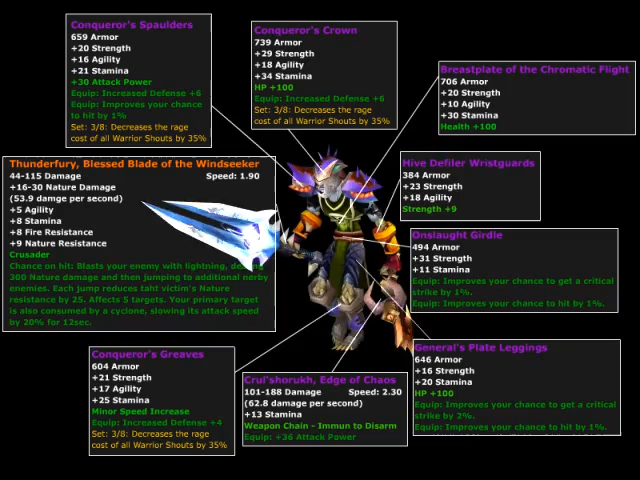 Conqueror's Spaulders
659 Armor
+20 Strength
+16 Agility
+21 Stamina
+30 Attack Power
Equip: Increased Defense +6
Equip: Improves your chance
to hit by 1%
Set: 3/8: Decreases the rage
cost of all Warrior Shouts by 35%
Conqueror's Crown
739 Armor
+29 Strength
+18 Agility
+34 Stamina
HP +100
Equip: Increased Defense +6
Set: 3/8: Decreases the rage
cost of all Warrior Shouts by 35%
Breastplate of the Chromatic Flight
706 Armor
+20 Strength
+10 Agility
+30 Stamina
Health +100
Thunderfury, Blessed Blade of the Windseeker
44-115 Damage Speed: 1.90
+16-30 Nature Damage
(53.9 damge per second)
+5 Agility
+8 Stamina
+8 Fire Resistance
+9 Nature Resistance
Crusader
Chance on hit: Blasts your enemy with lightning, dealing
300 Nature damage and then jumping to additional nerby
enemies. Each jump reduces taht victim's Nature
resistance by 25. Affects 5 targets. Your primary target
is also consumed by a cyclone, slowing its attack speed
by 20% for 12sec.
Hive Defiler Wristguards
384 Armor
+23 Strength
+18 Agility
Strength +9
Onslaught Girdle
494 Armor
+31 Strength
+11 Stamina
Equip: Improves your chance to get a critical
strike by 1%.
Equip: Improves your chance to hit by 1%.
Conqueror's Greaves
604 Armor
+21 Strength
+17 Agility
+25 Stamina
Minor Speed Increase
Equip: Increased Defense +4
Set: 3/8: Decreases the rage
cost of all Warrior Shouts by 35%
Crul'shorukh, Edge of Chaos
101-188 Damage Speed: 2.30
(62.8 damage per second)
+13 Stamina
Weapon Chain - Immun to Disarm
Equip: +36 Attack Power
General's Plate Leggings
646 Armor
+16 Strength
+20 Stamina
HP +100
Equip: Improves your chance to get a critical
strike by 2%.
Equip: Improves your chance to hit by 1%.